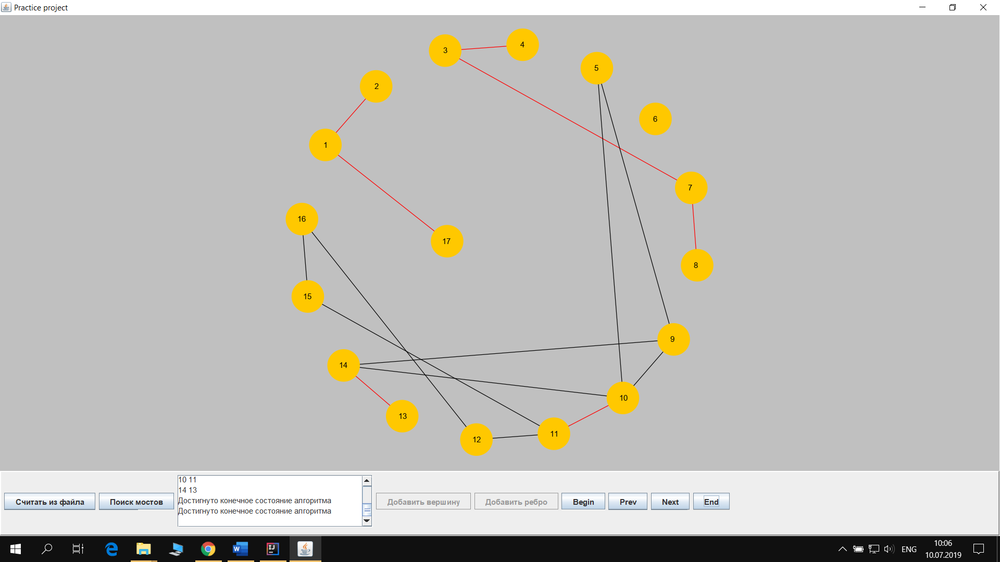 Practice project
4
3
5
2
6
1
7
16
17
8
15
9
14
10
13
11
12
10 11
14 13
Достигнуто конечное состояние алгоритма
Достигнуто конечное состояние алгоритма
Считать из файла
Поиск мостов
Добавить вершину
Добавить ребро
Begin
Prev
Next
End
ENG
10:06
10.07.2019